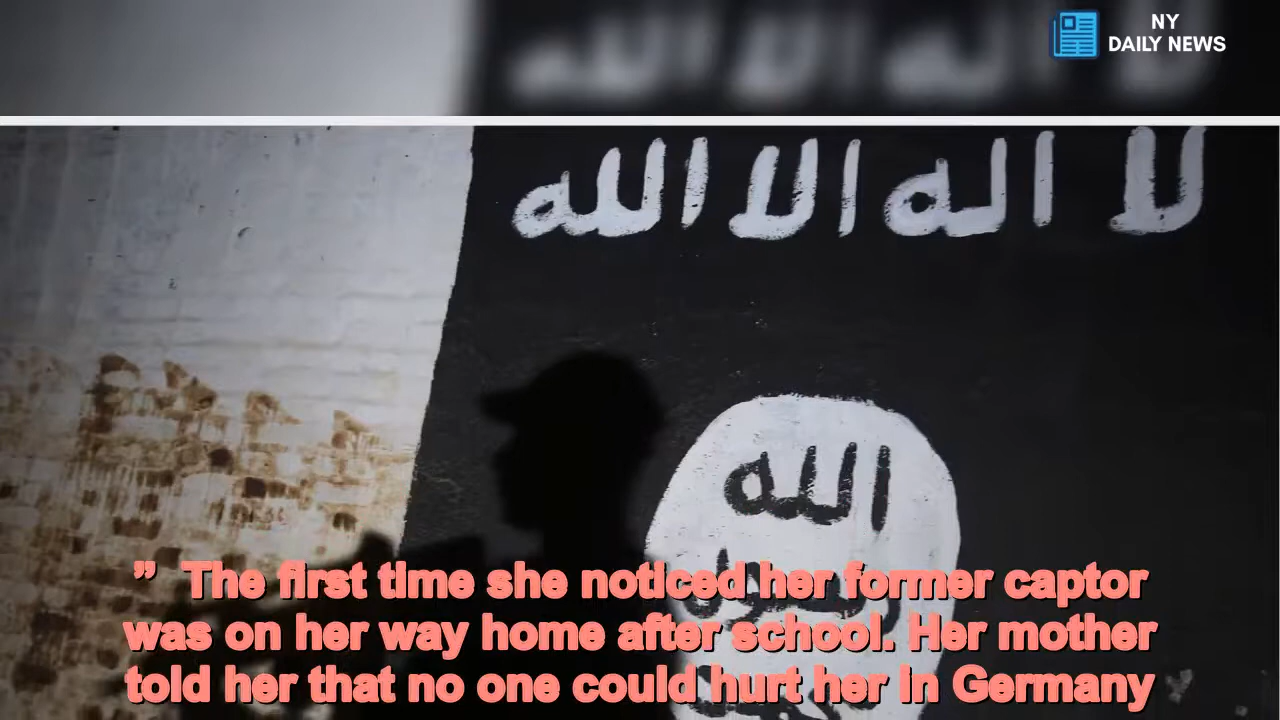 NY
DAILY NEWS
لا اله الا الله
الله
رسول
” The first time she noticed her former captor
was on her way home after school. Her mother
told her that no one could hurt her in Germany